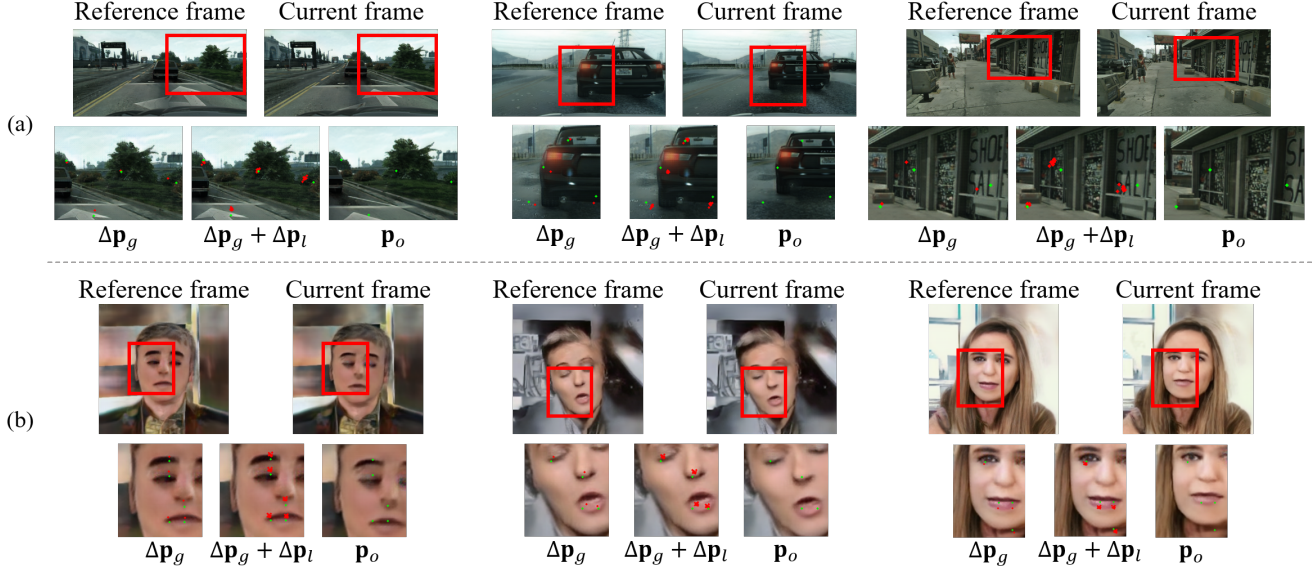 Reference frame Current frame Reference frame Current frame Reference frame Current frame
(a)
SHOE SALE SHOE SALE
Δp_g Δp_g + Δp_l p_o Δp_g Δp_g + Δp_l p_o Δp_g Δp_g + Δp_l p_o
Reference frame Current frame Reference frame Current frame Reference frame Current frame
(b)
Δp_g Δp_g + Δp_l p_o Δp_g Δp_g + Δp_l p_o Δp_g Δp_g + Δp_l p_o